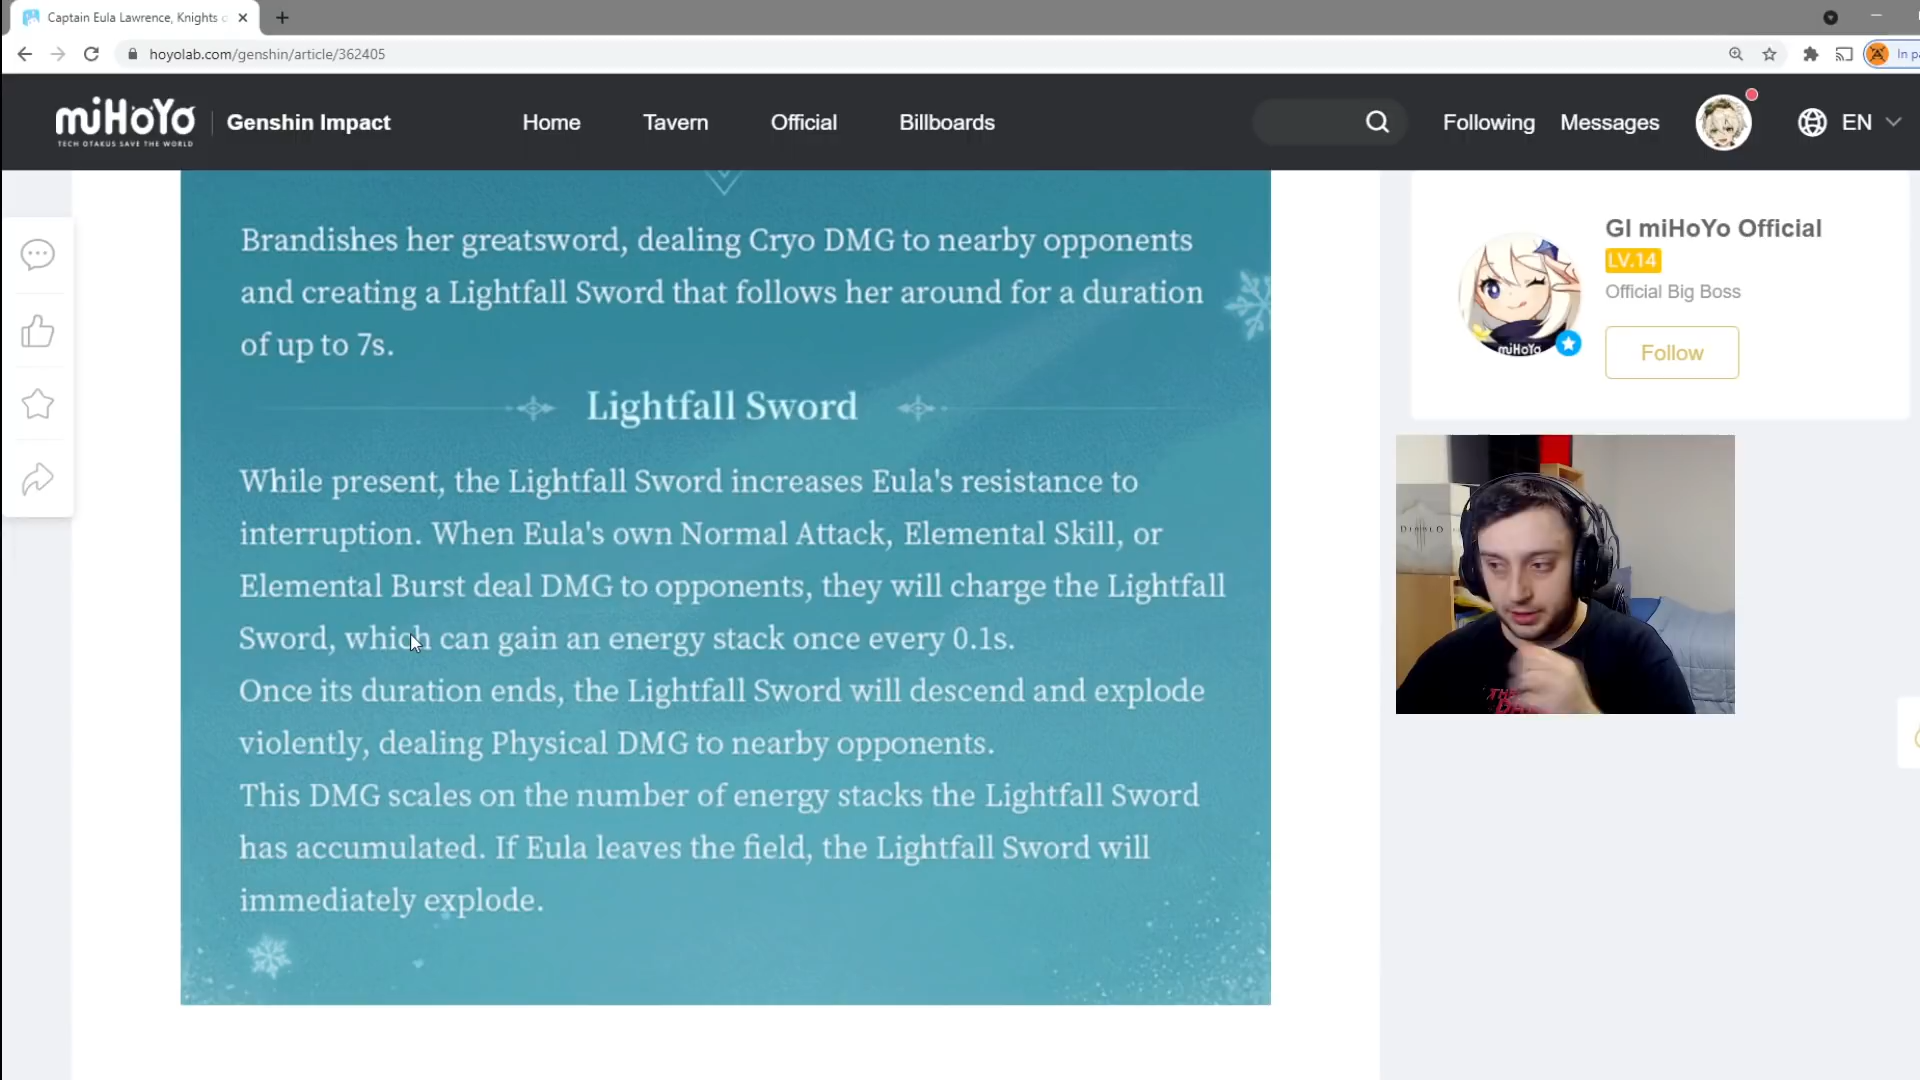 Captain Eula Lawrence, Knights o
hoyolab.com/genshin/article/362405
In pa
miHoYo
TECH OTAKUS SAVE THE WORLD
Genshin Impact
Home
Tavern
Official
Billboards
Following
Messages
EN
Brandishes her greatsword, dealing Cryo DMG to nearby opponents
and creating a Lightfall Sword that follows her around for a duration
of up to 7s.
Lightfall Sword
While present, the Lightfall Sword increases Eula's resistance to
interruption. When Eula's own Normal Attack, Elemental Skill, or
Elemental Burst deal DMG to opponents, they will charge the Lightfall
Sword, which can gain an energy stack once every 0.1s.
Once its duration ends, the Lightfall Sword will descend and explode
violently, dealing Physical DMG to nearby opponents.
This DMG scales on the number of energy stacks the Lightfall Sword
has accumulated. If Eula leaves the field, the Lightfall Sword will
immediately explode.
GI miHoYo Official
LV.14
Official Big Boss
miHoYo
Follow
DIABLO
THE